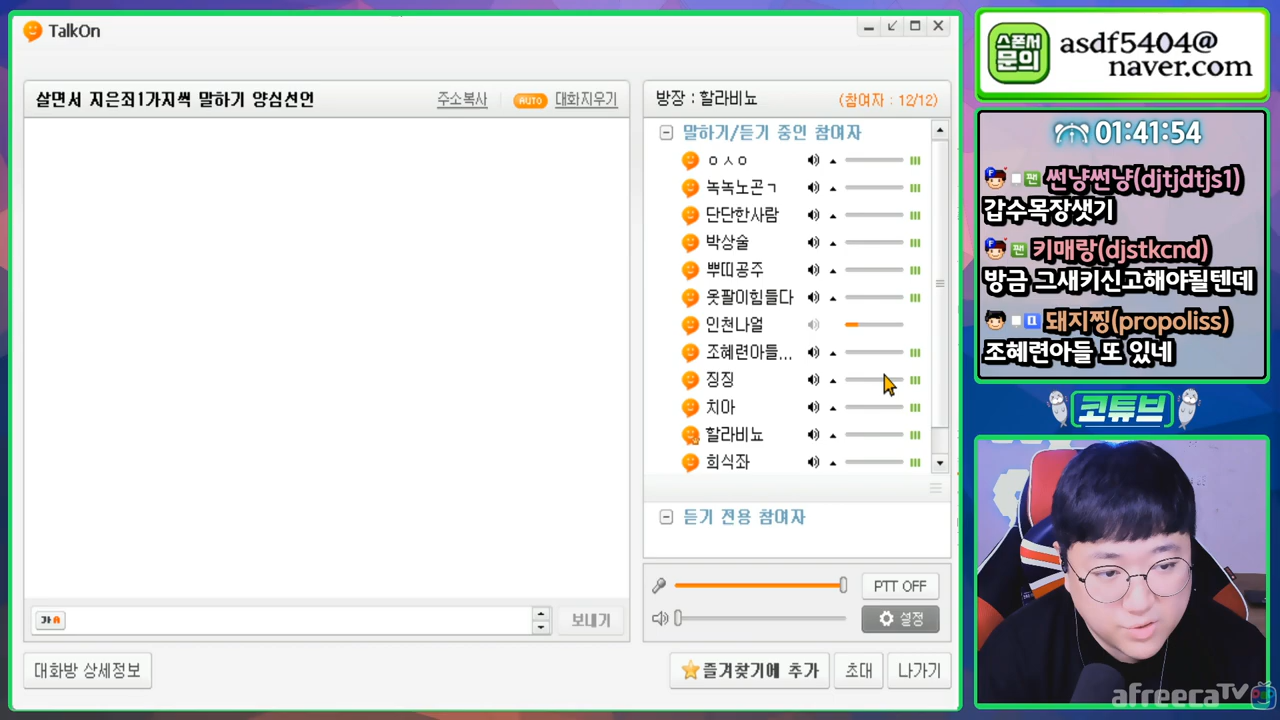 TalkOn
살면서 지은죄1가지씩 말하기 양심선언
주소복사
AUTO 대화지우기
방장 : 할라비뇨
(참여자 : 12/12)
말하기/듣기 중인 참여자
ㅇㅅㅇ
녹녹노곤ㄱ
단단한사람
박상술
뿌띠공주
옷팔이힘들다
인천나얼
조혜련아들...
징징
치아
할라비뇨
희식좌
듣기 전용 참여자
PTT OFF
설정
가A
보내기
대화방 상세정보
즐겨찾기에 추가
초대
나가기
스폰서
문의
asdf5404@
naver.com
01:41:54
F 팬 썬냥썬냥(djtjdtjs1)
갑수목장샛기
F 팬 키매랑(djstkcnd)
방금 그새키신고해야될텐데
돼지찡(propoliss)
조혜련아들 또 있네
코튜브
afreecaTV